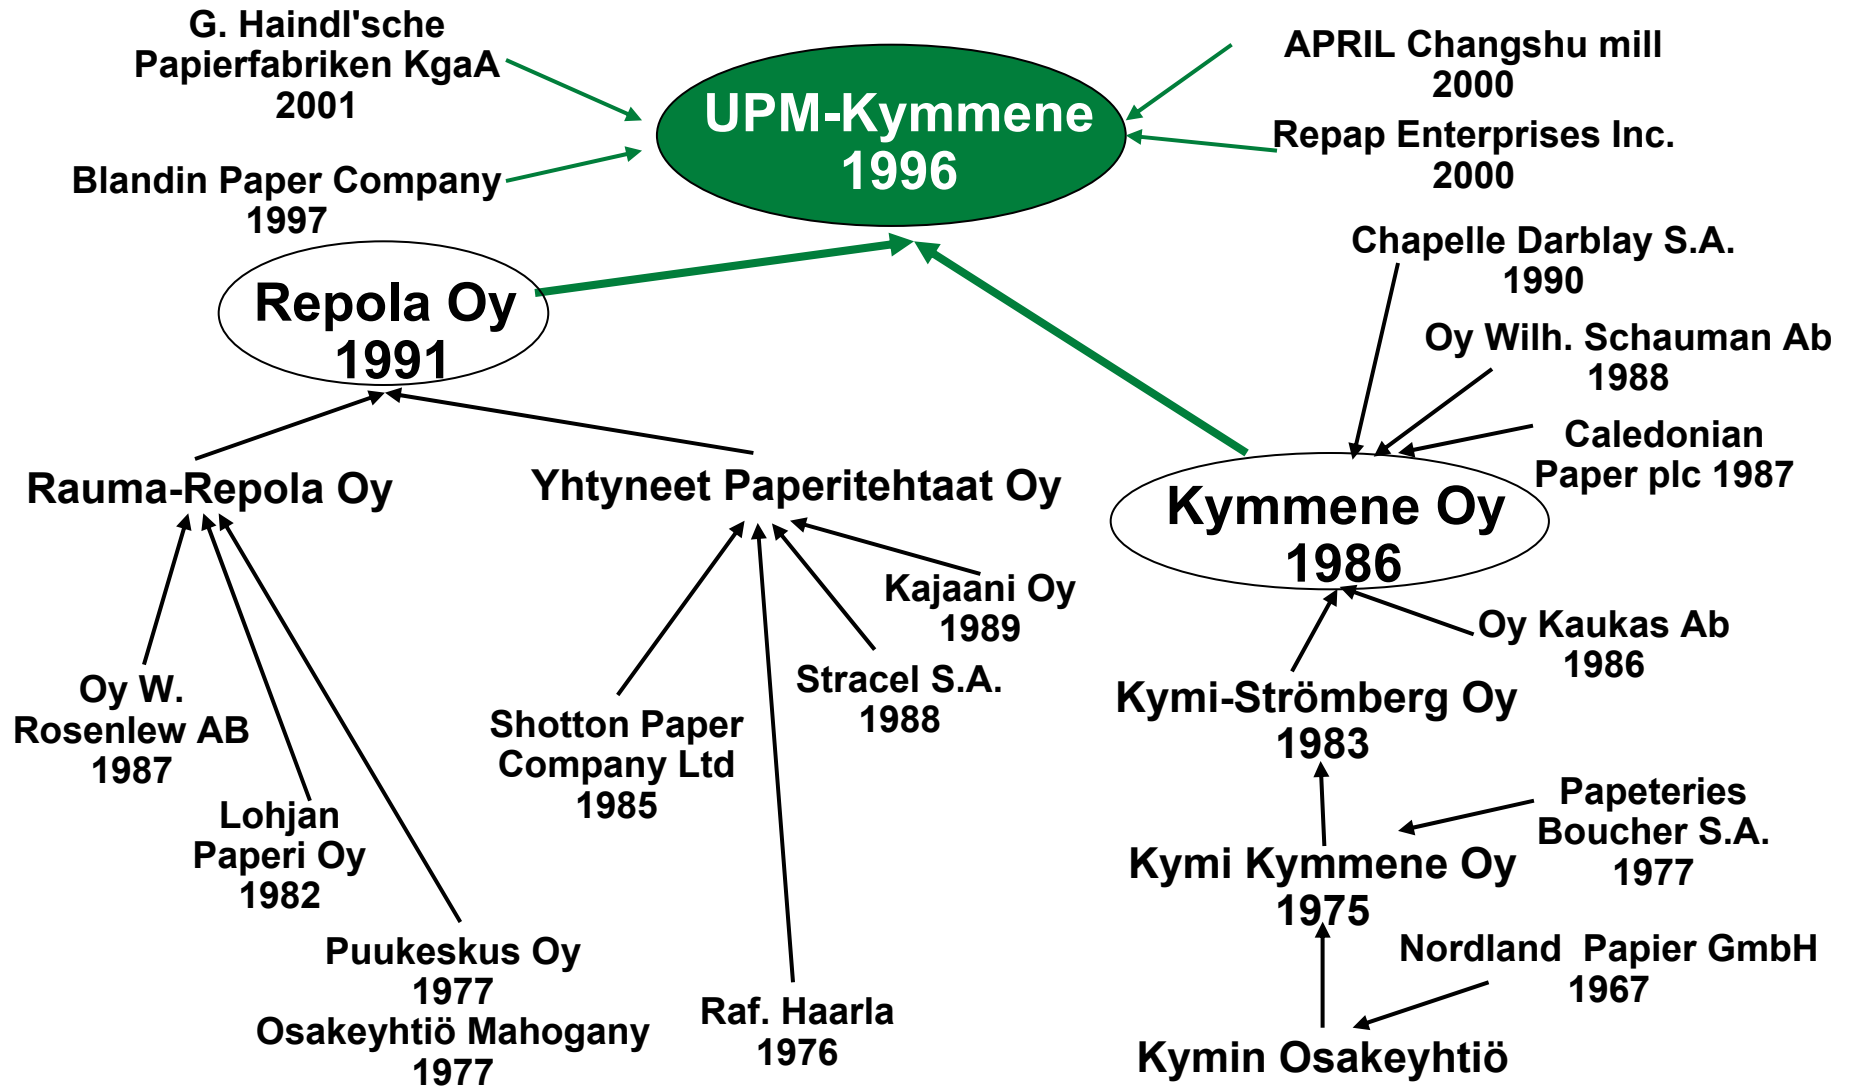 G. Haindl'sche
Papierfabriken KgaA
2001
Blandin Paper Company
1997
UPM-Kymmene
1996
APRIL Changshu mill
2000
Repap Enterprises Inc.
2000
Repola Oy
1991
Chapelle Darblay S.A.
1990
Oy Wilh. Schauman Ab
1988
Caledonian
Paper plc 1987
Rauma-Repola Oy
Yhtyneet Paperitehtaat Oy
Kymmene Oy
1986
Oy W.
Rosenlew AB
1987
Lohjan
Paperi Oy
1982
Puukeskus Oy
1977
Osakeyhtiö Mahogany
1977
Shotton Paper
Company Ltd
1985
Raf. Haarla
1976
Stracel S.A.
1988
Kajaani Oy
1989
Oy Kaukas Ab
1986
Kymi-Strömberg Oy
1983
Papeteries
Boucher S.A.
1977
Kymi Kymmene Oy
1975
Nordland  Papier GmbH
1967
Kymin Osakeyhtiö